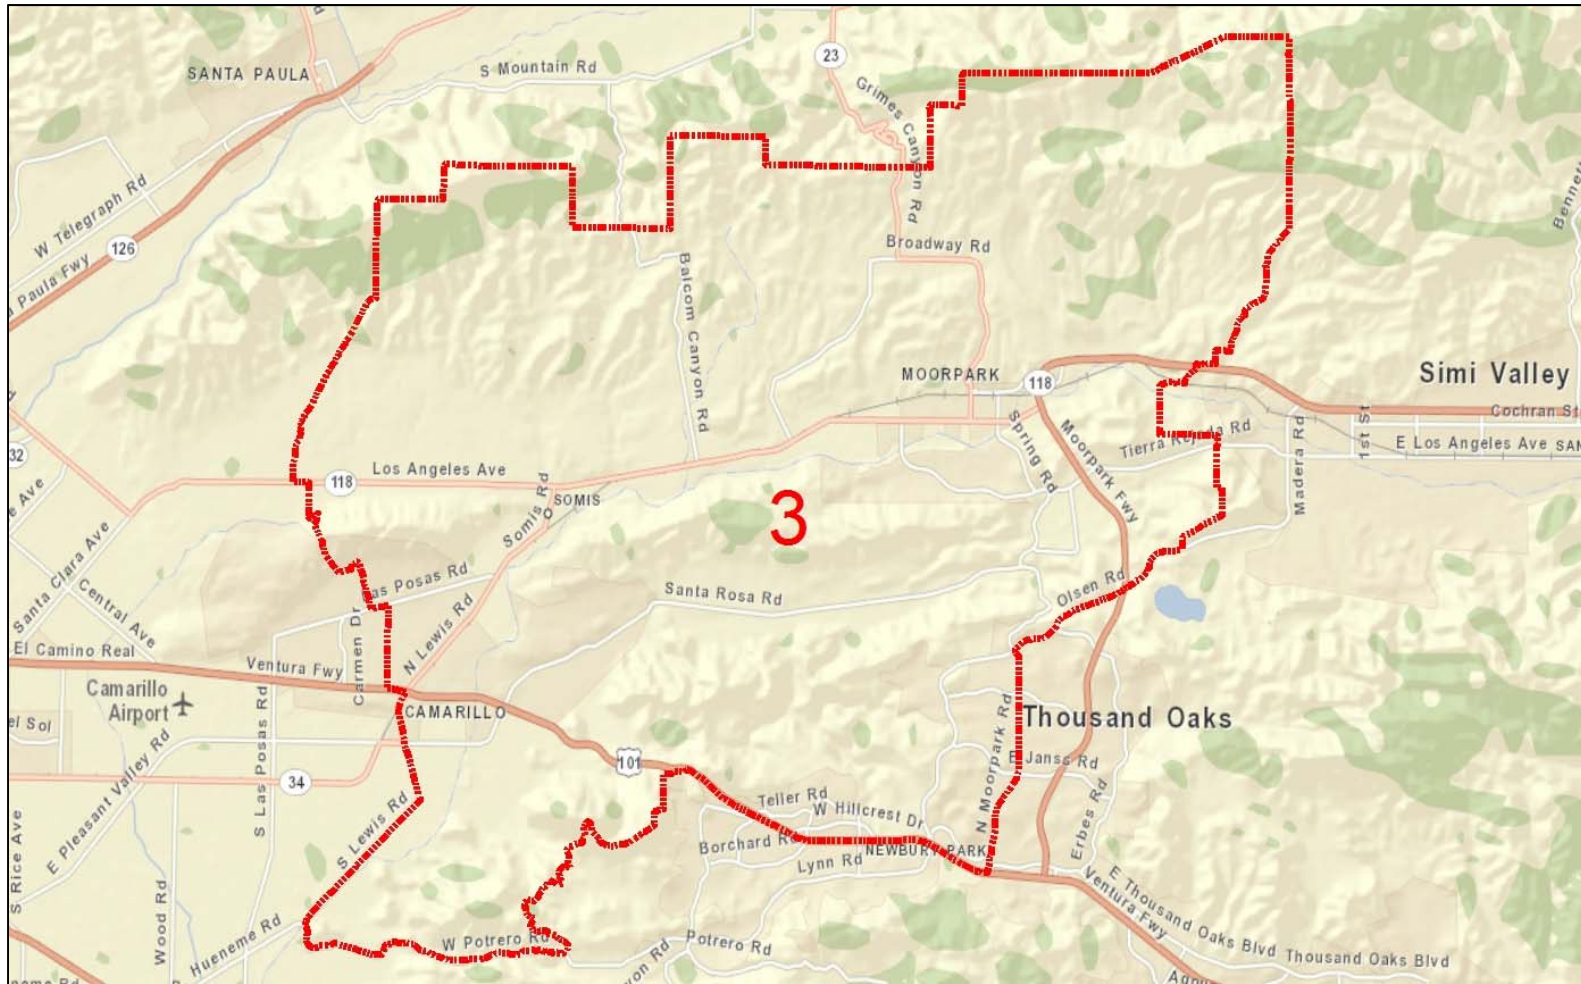 SANTA PAULA
S Mountain Rd
23
Grimes Canyon Rd
W Telegraph Rd
126
Paula Fwy
Broadway Rd
Balcom Canyon Rd
Bennett
MOORPARK
118
Simi Valley
Cochran St
1st St
E Los Angeles Ave
Madera Rd
Tierra Rejada Rd
Spring Rd
Moorpark Fwy
32
118
Los Angeles Ave
SOMIS
Somis Rd
3
Santa Clara Ave
Central Ave
Las Posas Rd
Santa Rosa Rd
Olsen Rd
El Camino Real
Ventura Fwy
Carmen Dr
N Lewis Rd
Camarillo
Airport
CAMARILLO
el Sol
E Pleasant Valley Rd
S Las Posas Rd
34
101
Thousand Oaks
N Moorpark Rd
E Janss Rd
Erbes Rd
Teller Rd
W Hillcrest Dr
Borchard Rd
NEWBURY PARK
Lynn Rd
S Lewis Rd
S Rice Ave
Wood Rd
Hueneme Rd
W Potrero Rd
Potrero Rd
E Thousand Oaks Blvd
Thousand Oaks Blvd
Ventura Fwy